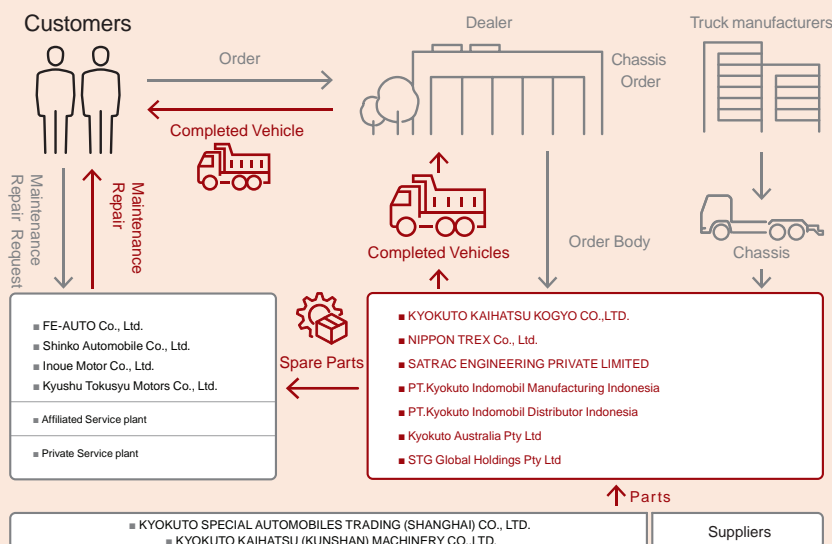 Customers
Dealer
Truck manufacturers
Order
Chassis
Order
Completed Vehicle
Maintenance
Repair Request
Maintenance
Repair
Completed Vehicles
Order Body
Chassis
■ FE-AUTO Co., Ltd.
■ Shinko Automobile Co., Ltd.
■ Inoue Motor Co., Ltd.
■ Kyushu Tokusyu Motors Co., Ltd.
■ Affiliated Service plant
■ Private Service plant
Spare Parts
■ KYOKUTO KAIHATSU KOGYO CO.,LTD.
■ NIPPON TREX Co., Ltd.
■ SATRAC ENGINEERING PRIVATE LIMITED
■ PT.Kyokuto Indomobil Manufacturing Indonesia
■ PT.Kyokuto Indomobil Distributor Indonesia
■ Kyokuto Australia Pty Ltd
■ STG Global Holdings Pty Ltd
Parts
■ KYOKUTO SPECIAL AUTOMOBILES TRADING (SHANGHAI) CO., LTD.
■ KYOKUTO KAIHATSU (KUNSHAN) MACHINERY CO.,LTD.
Suppliers